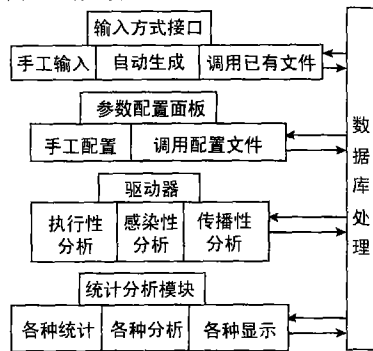 输入方式接口
手工输入 自动生成 调用已有文件
参数配置面板
手工配置 调用配置文件
驱动器
执行性分析 感染性分析 传播性分析
统计分析模块
各种统计 各种分析 各种显示
数据库处理